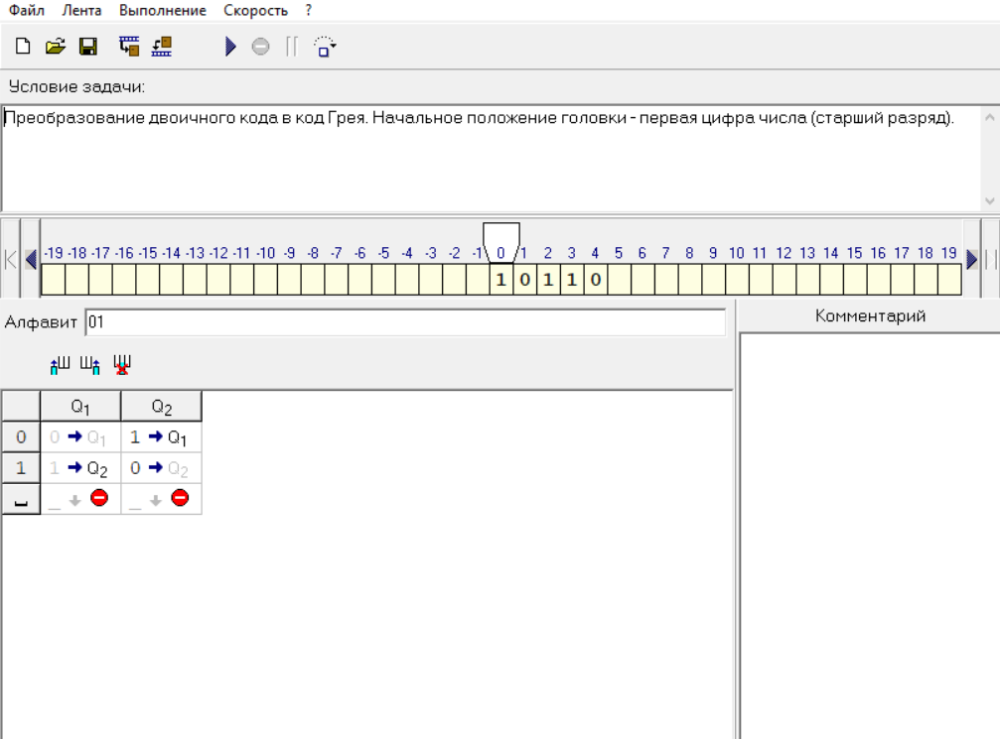 Файл Лента Выполнение Скорость ?
Условие задачи:
Преобразование двоичного кода в код Грея. Начальное положение головки - первая цифра числа (старший разряд).
-19 -18 -17 -16 -15 -14 -13 -12 -11 -10 -9 -8 -7 -6 -5 -4 -3 -2 -1 0 1 2 3 4 5 6 7 8 9 10 11 12 13 14 15 16 17 18 19
1 0 1 1 0
Алфавит 01
Комментарий
Q1 Q2
0 0 → Q1 1 → Q1
1 1 → Q2 0 → Q2
_ _